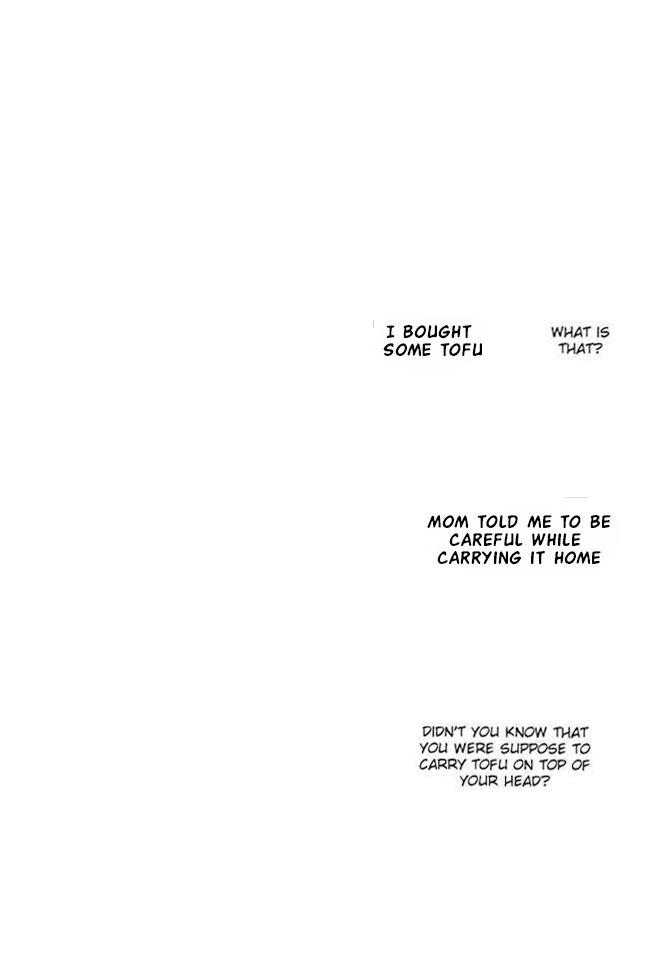 WHAT IS
THAT?
I BOUGHT
SOME TOFU
MOM TOLD ME TO BE
CAREFUL WHILE
CARRYING IT HOME
DIDN'T YOU KNOW THAT
YOU WERE SUPPOSE TO
CARRY TOFU ON TOP OF
YOUR HEAD?